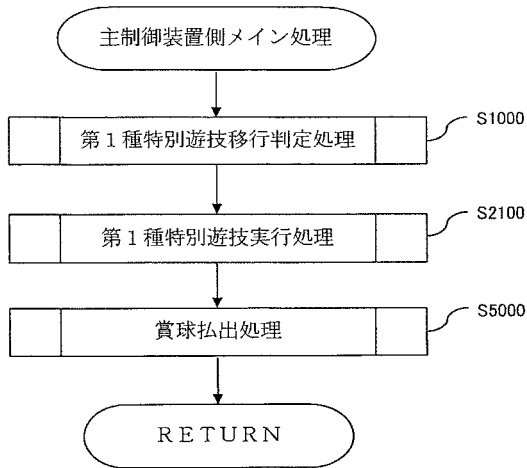 主制御装置側メイン処理
S1000
第１種特別遊技移行判定処理
S2100
第１種特別遊技実行処理
S5000
賞球払出処理
ＲＥＴＵＲＮ